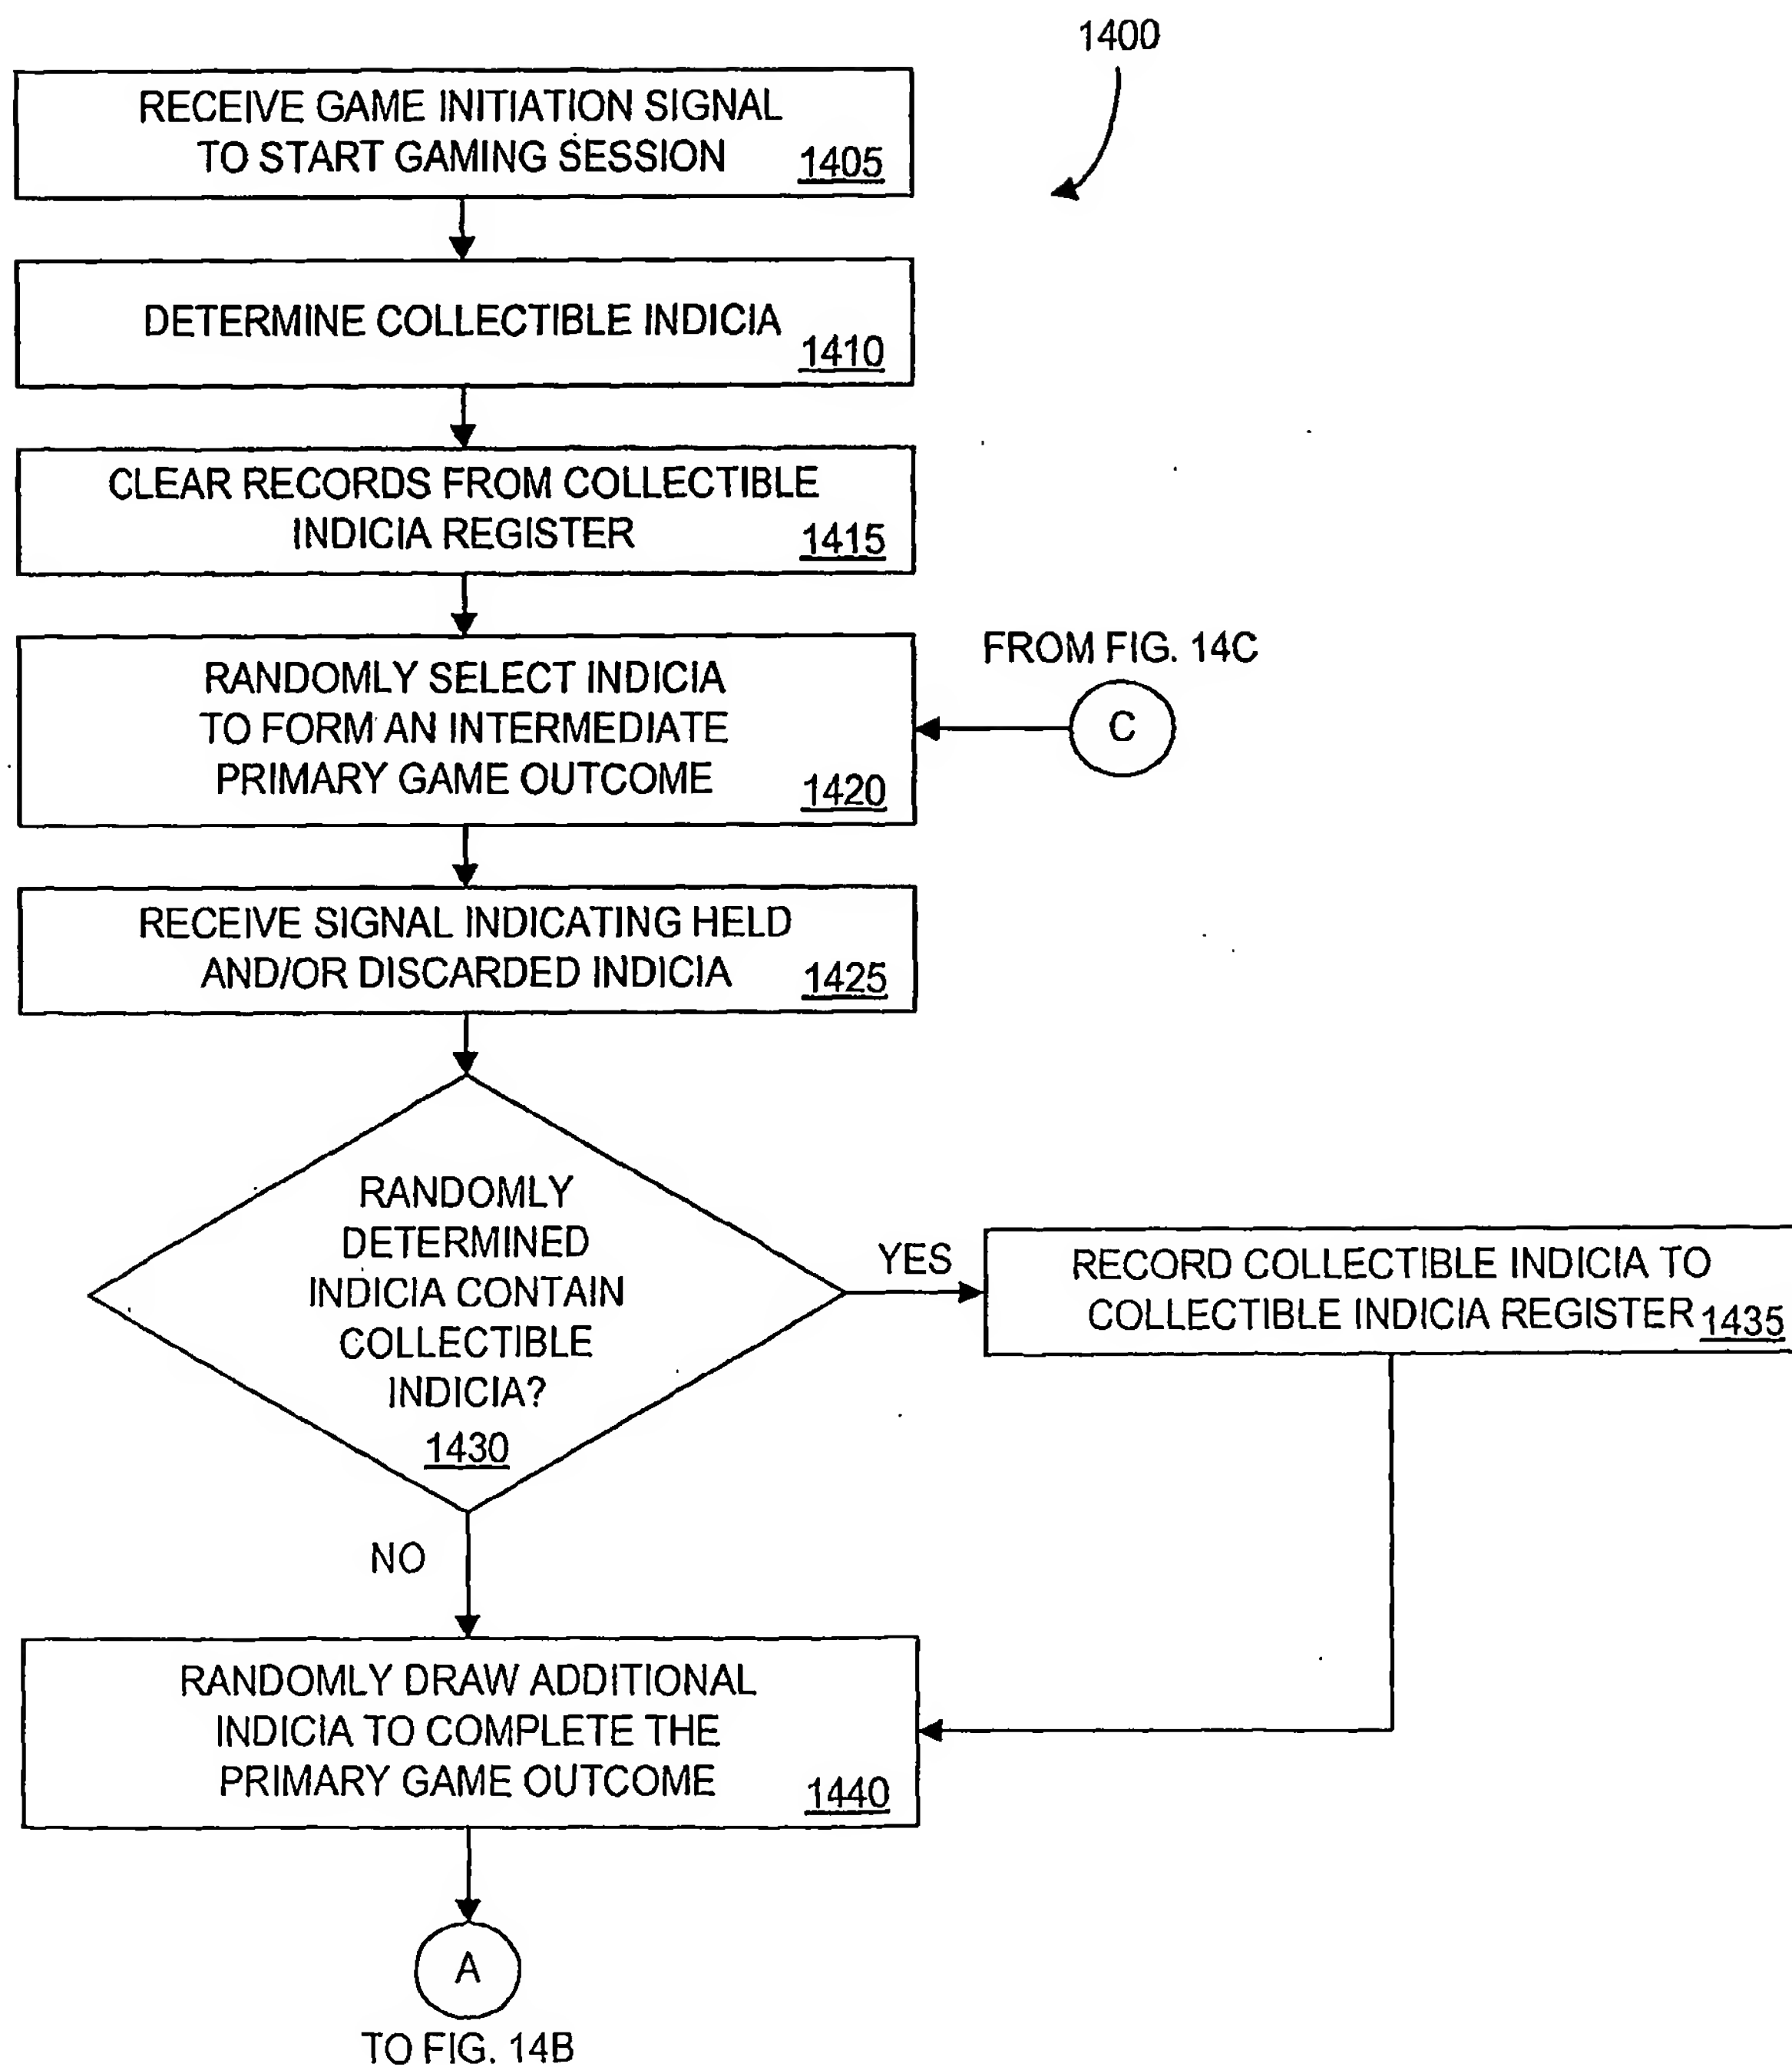 1400
RECEIVE GAME INITIATION SIGNAL
TO START GAMING SESSION 1405
DETERMINE COLLECTIBLE INDICIA
1410
CLEAR RECORDS FROM COLLECTIBLE
INDICIA REGISTER 1415
FROM FIG. 14C
RANDOMLY SELECT INDICIA
TO FORM AN INTERMEDIATE
PRIMARY GAME OUTCOME 1420
C
RECEIVE SIGNAL INDICATING HELD
AND/OR DISCARDED INDICIA 1425
RANDOMLY
DETERMINED
INDICIA CONTAIN
COLLECTIBLE
INDICIA?
1430
YES
RECORD COLLECTIBLE INDICIA TO
COLLECTIBLE INDICIA REGISTER 1435
NO
RANDOMLY DRAW ADDITIONAL
INDICIA TO COMPLETE THE
PRIMARY GAME OUTCOME 1440
A
TO FIG. 14B